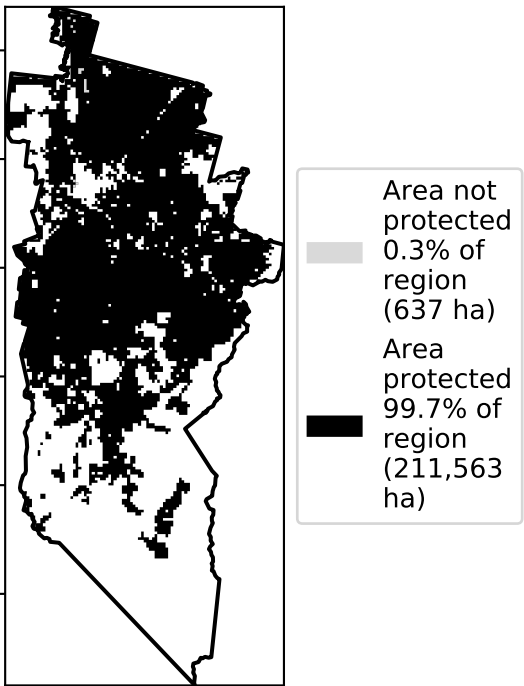 Area not
protected
0.3% of
region
(637 ha)
Area
protected
99.7% of
region
(211,563
ha)